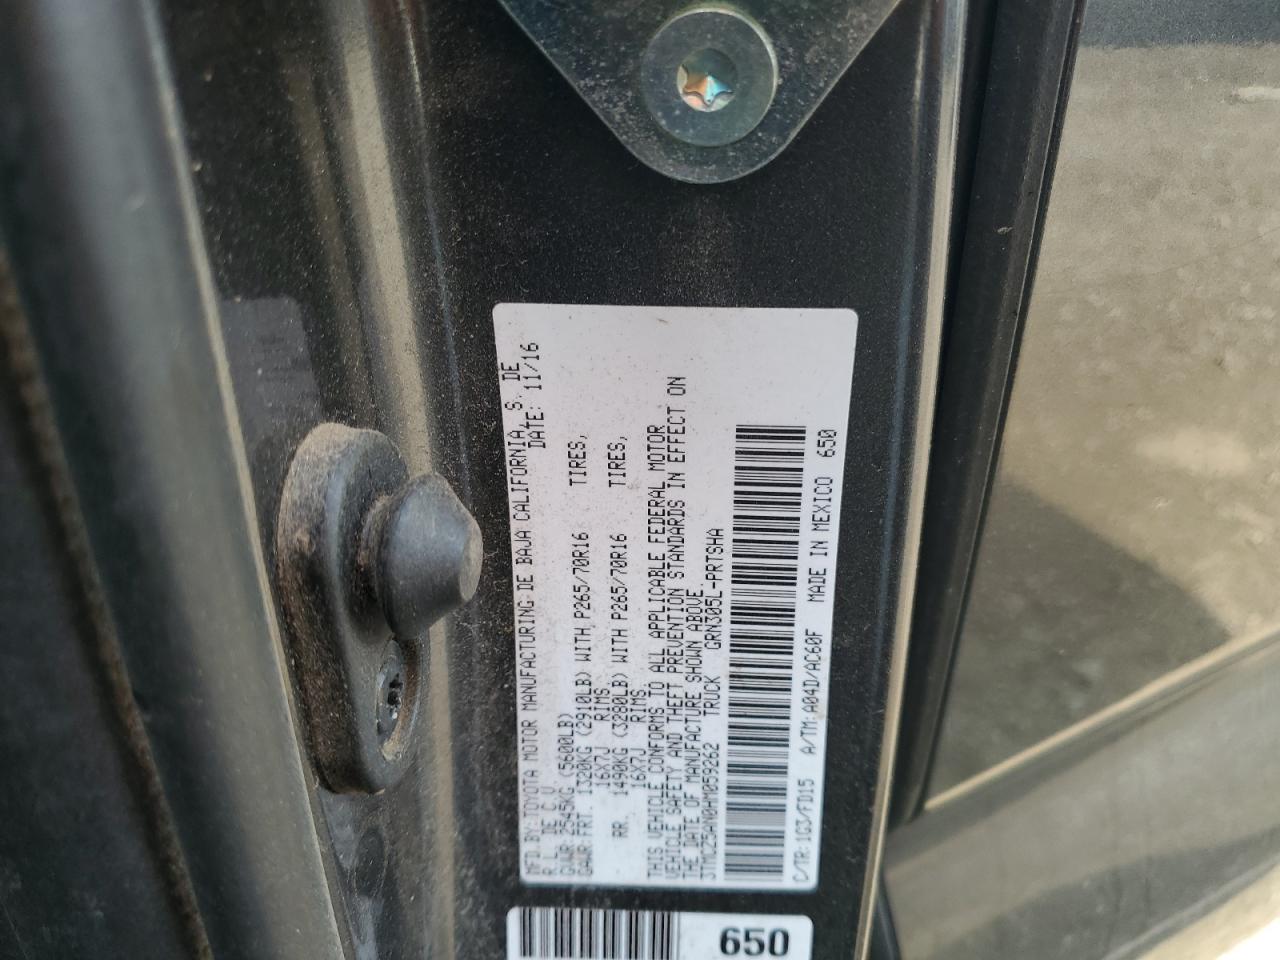 MFD BY: TOYOTA MOTOR MANUFACTURING DE BAJA CALIFORNIA, S. DE
R. L. DE C. V. DATE: 11/16
GVWR 2545KG (5600LB)
GAWR FRT. 1320KG (2910LB) WITH P265/70R16 TIRES,
16X7J RIMS
RR. 1490KG (3280LB) WITH P265/70R16 TIRES,
16X7J RIMS
THIS VEHICLE CONFORMS TO ALL APPLICABLE FEDERAL MOTOR
VEHICLE SAFETY AND THEFT PREVENTION STANDARDS IN EFFECT ON
THE DATE OF MANUFACTURE SHOWN ABOVE.
3TMCZ5AN0HM059262 TRUCK GRN305L-PRTSHA
C/TR: 1G3/FD15 A/TM: A04D/AC60F MADE IN MEXICO 650
650